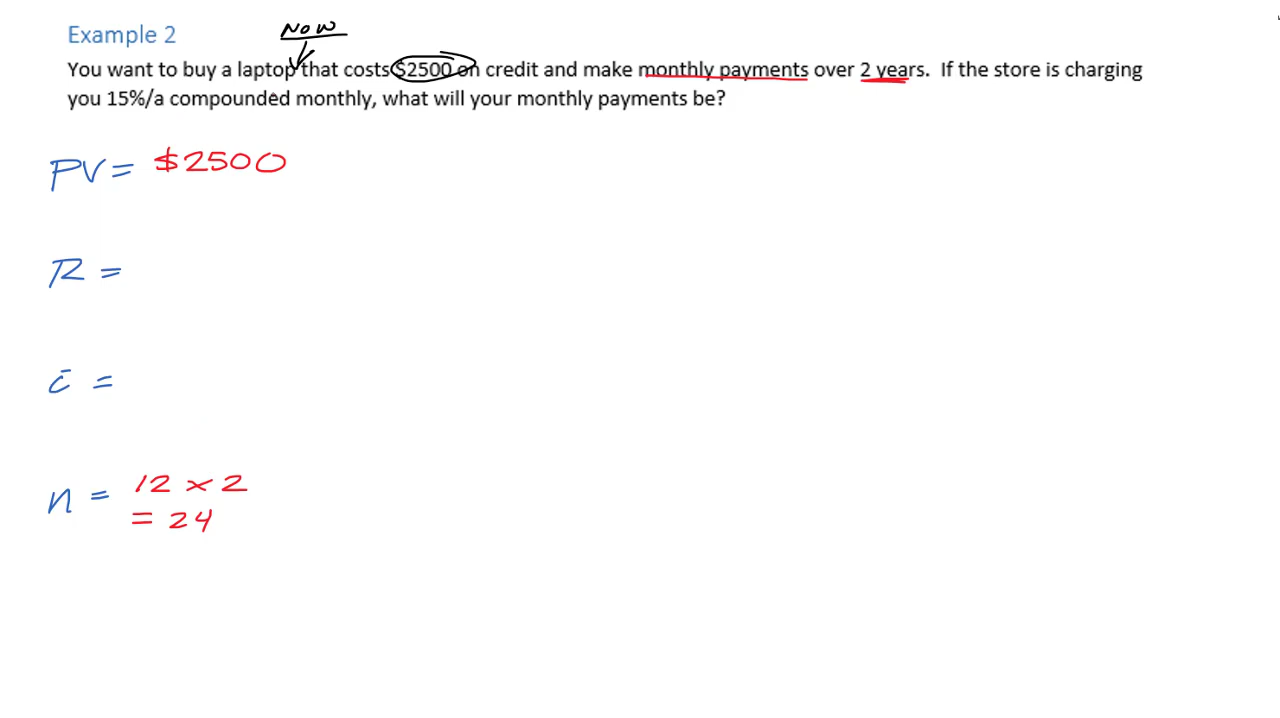 Example 2
NOW
You want to buy a laptop that costs $2500 on credit and make monthly payments over 2 years. If the store is charging
you 15%/a compounded monthly, what will your monthly payments be?
PV = $2500
R =
i =
n = 12 × 2
= 24